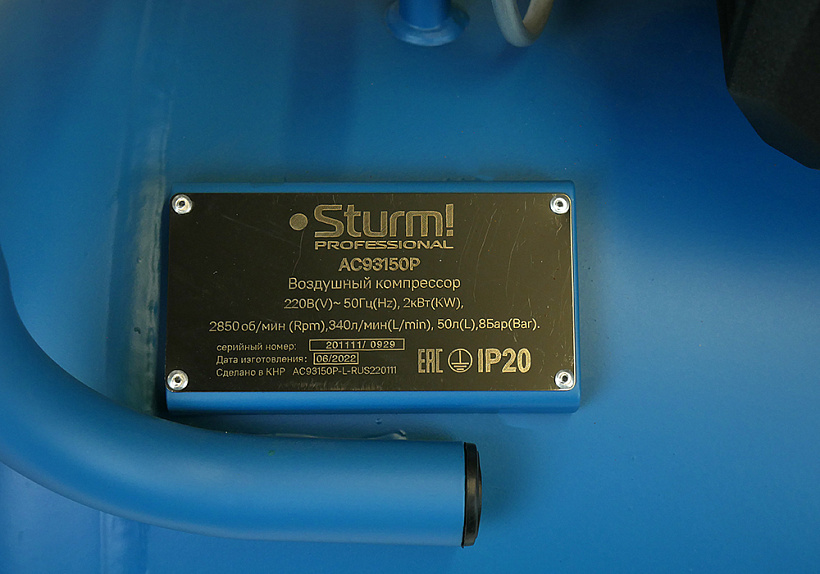 Sturm!
PROFESSIONAL
AC93150P
Воздушный компрессор
220В(V)~ 50Гц(Hz), 2кВт(KW),
2850 об/мин (Rpm),340л/мин(L/min), 50л(L),8Бар(Bar).
серийный номер: 201111/ 0929
Дата изготовления: 06/2022
Сделано в КНР AC93150P-L-RUS220111
EAC IP20